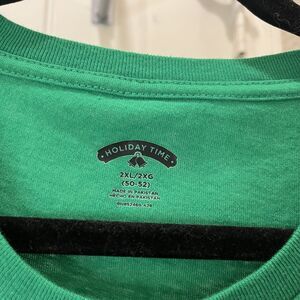 HOLIDAY TIME
2XL/2XG
(50-52)
MADE IN PAKISTAN
HECHO EN PAKISTAN